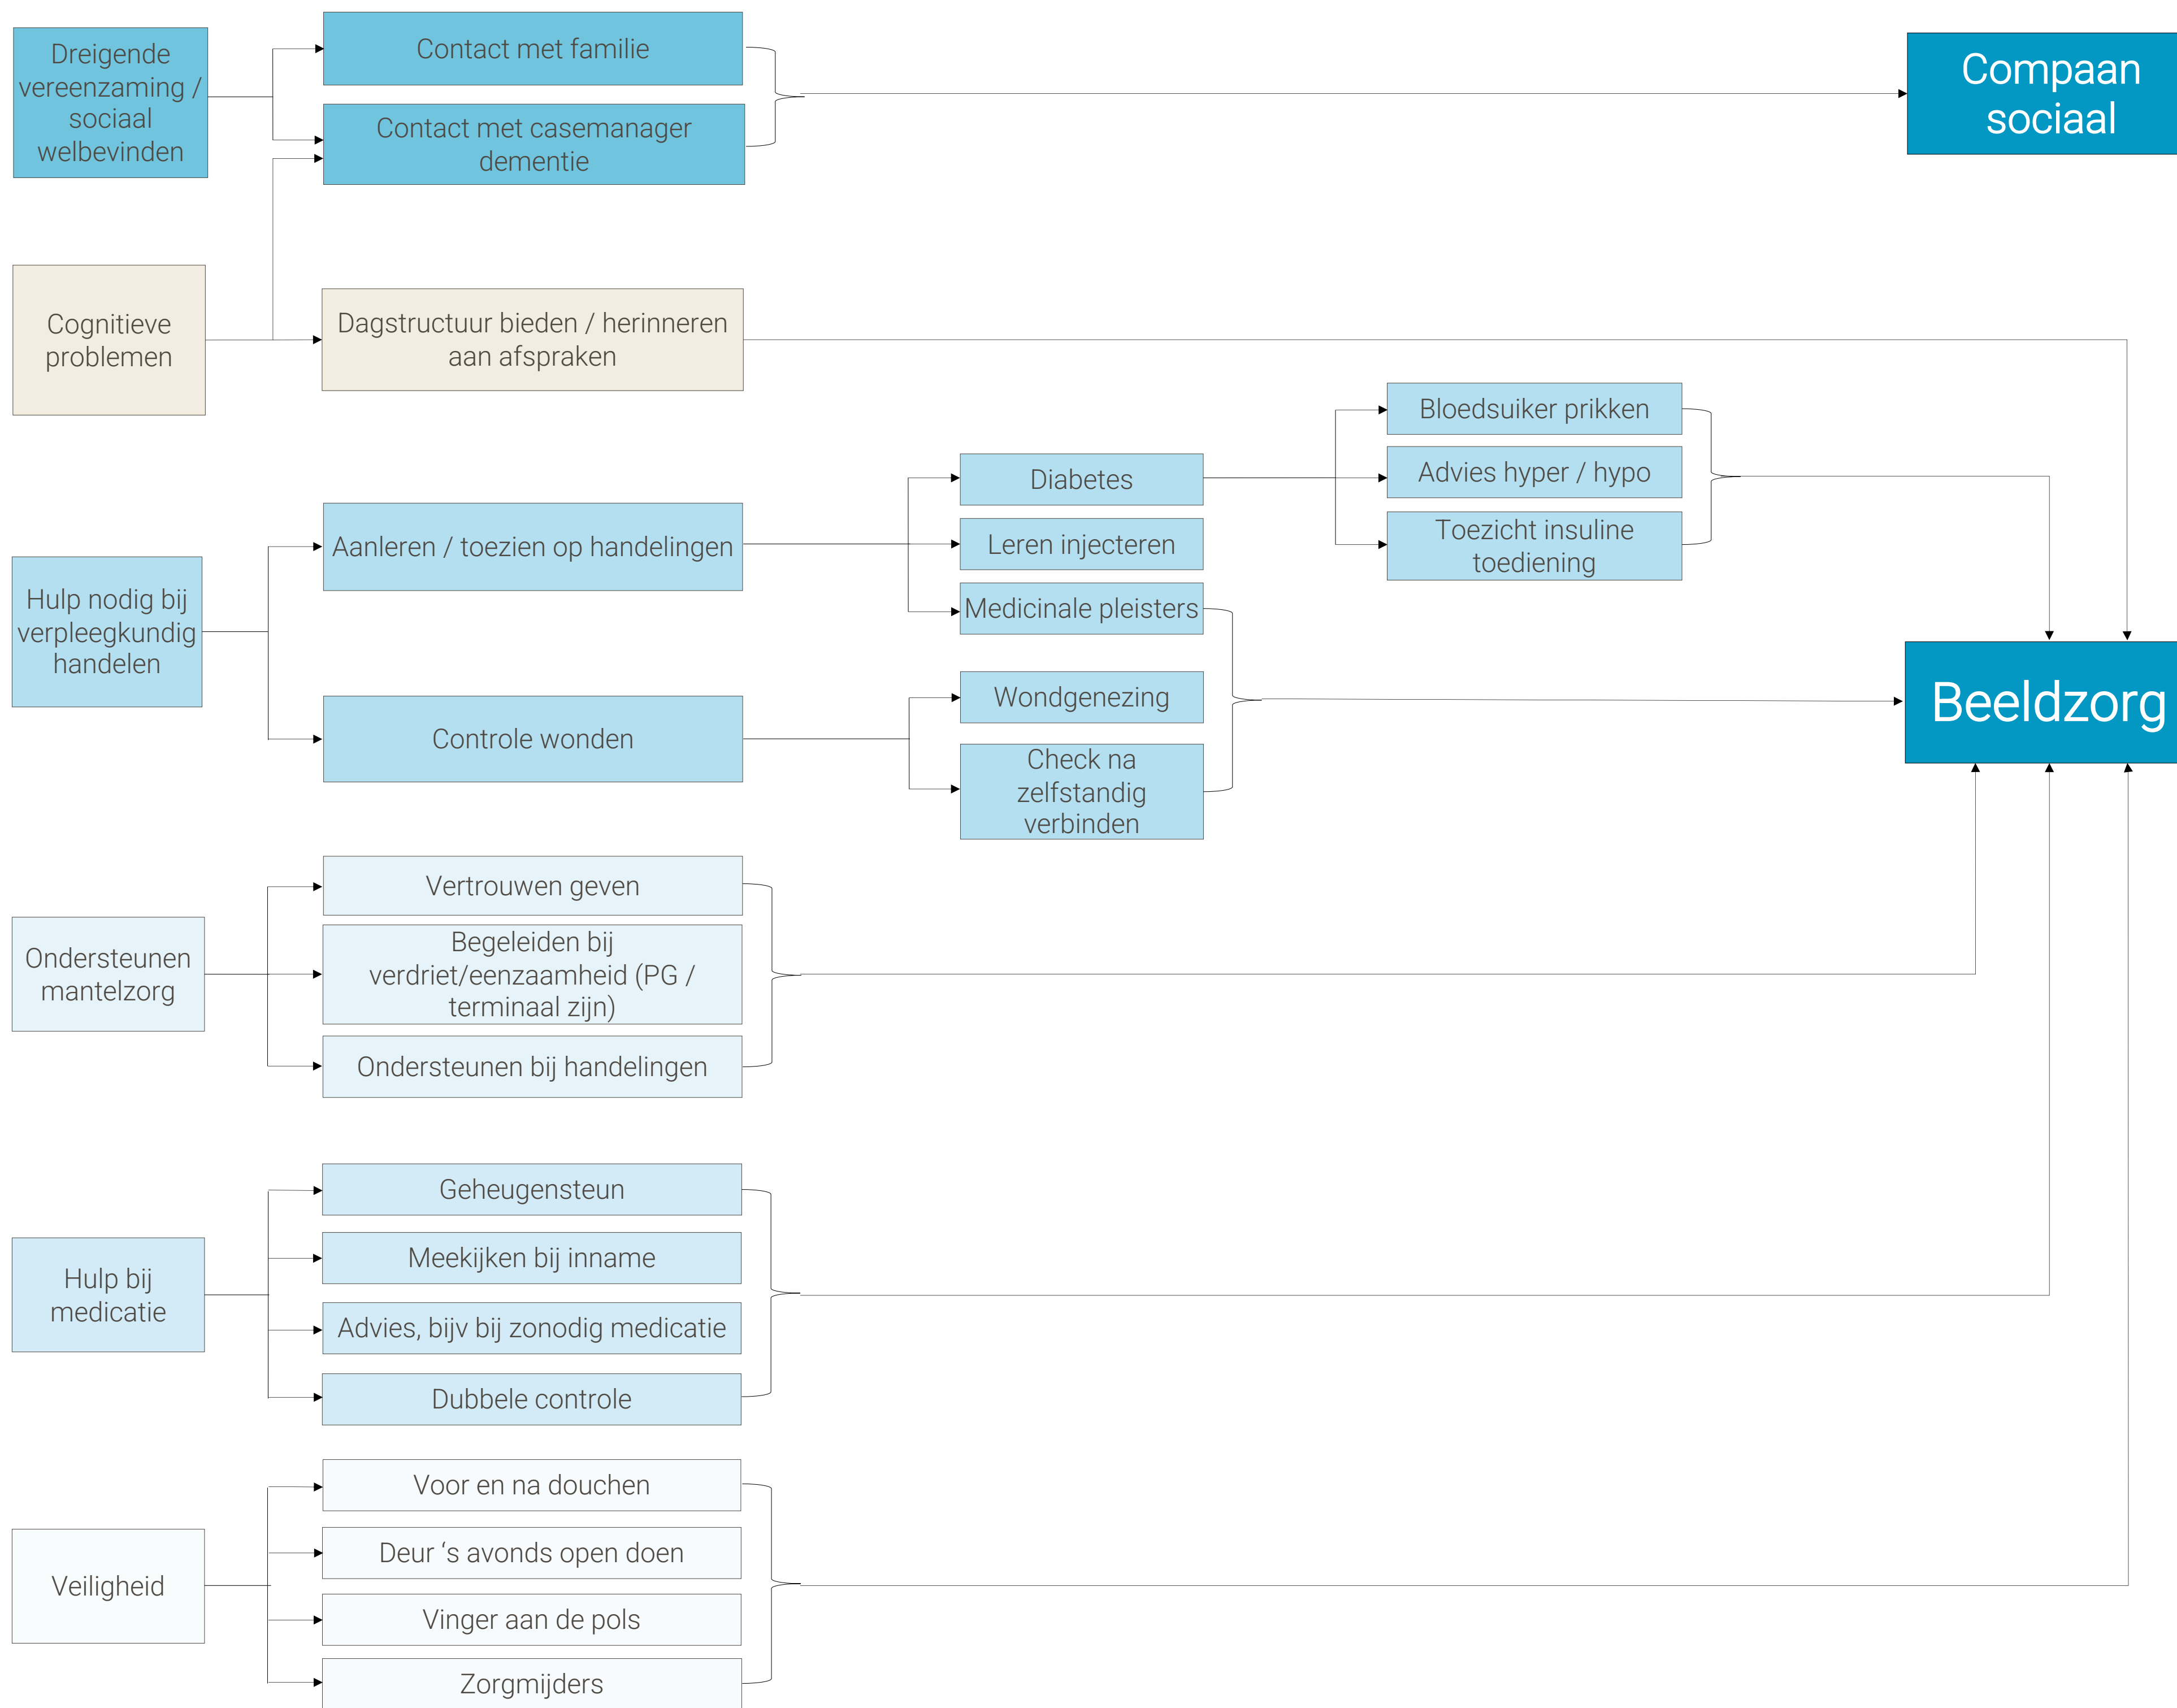 Dreigende
vereenzaming /
sociaal
welbevinden
Contact met familie
Contact met casemanager
dementie
Compaan
sociaal
Cognitieve
problemen
Dagstructuur bieden / herinneren
aan afspraken
Hulp nodig bij
verpleegkundig
handelen
Aanleren / toezien op handelingen
Diabetes
Leren injecteren
Medicinale pleisters
Bloedsuiker prikken
Advies hyper / hypo
Toezicht insuline
toediening
Controle wonden
Wondgenezing
Check na
zelfstandig
verbinden
Beeldzorg
Ondersteunen
mantelzorg
Vertrouwen geven
Begeleiden bij
verdriet/eenzaamheid (PG /
terminaal zijn)
Ondersteunen bij handelingen
Hulp bij
medicatie
Geheugensteun
Meekijken bij inname
Advies, bijv bij zonodig medicatie
Dubbele controle
Veiligheid
Voor en na douchen
Deur ‘s avonds open doen
Vinger aan de pols
Zorgmijders